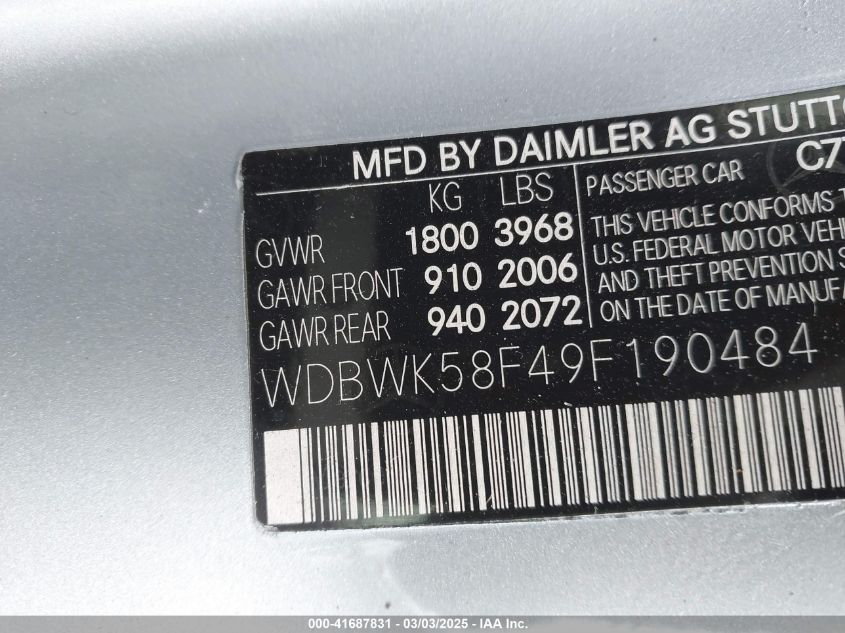 MFD BY DAIMLER AG STUTT
KG LBS
GVWR 1800 3968
GAWR FRONT 910 2006
GAWR REAR 940 2072
PASSENGER CAR C7
THIS VEHICLE CONFORMS T
U.S. FEDERAL MOTOR VEH
AND THEFT PREVENTION S
ON THE DATE OF MANUFA
WDBWK58F49F190484
000-41687831 - 03/03/2025 - IAA Inc.